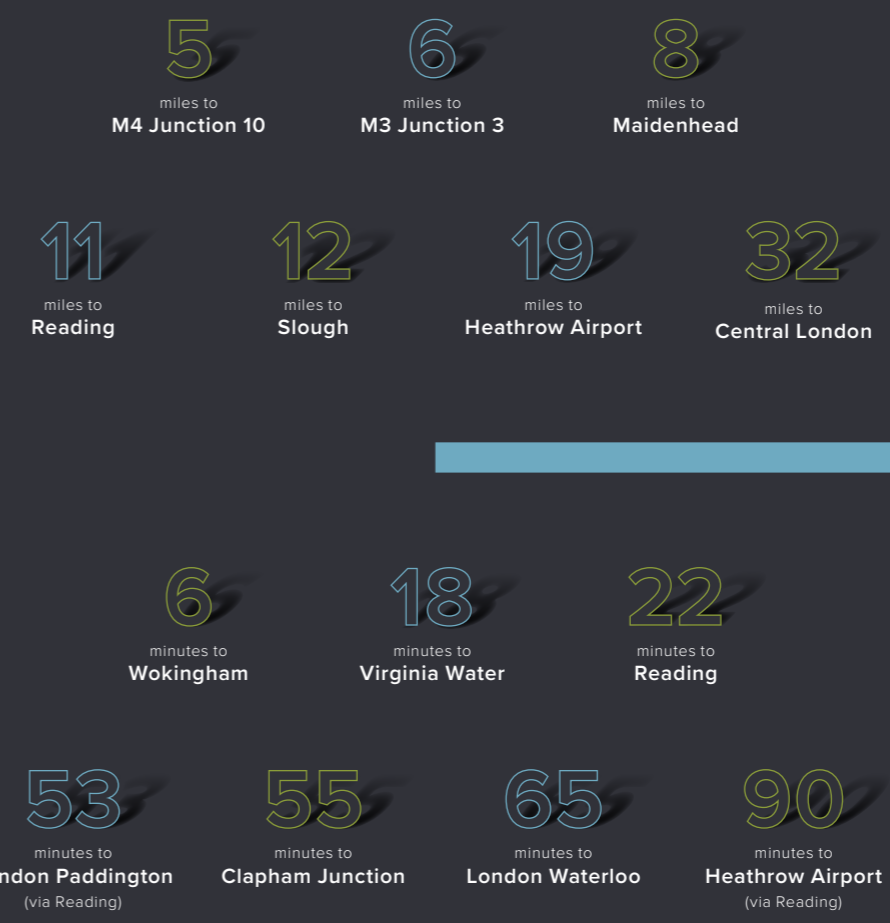 5 6 8
miles to miles to miles to
M4 Junction 10 M3 Junction 3 Maidenhead
11 12 19 32
miles to miles to miles to miles to
Reading Slough Heathrow Airport Central London
6 18 22
minutes to minutes to minutes to
Wokingham Virginia Water Reading
53 55 65 90
minutes to minutes to minutes to minutes to
ndon Paddington Clapham Junction London Waterloo Heathrow Airport
(via Reading) (via Reading)